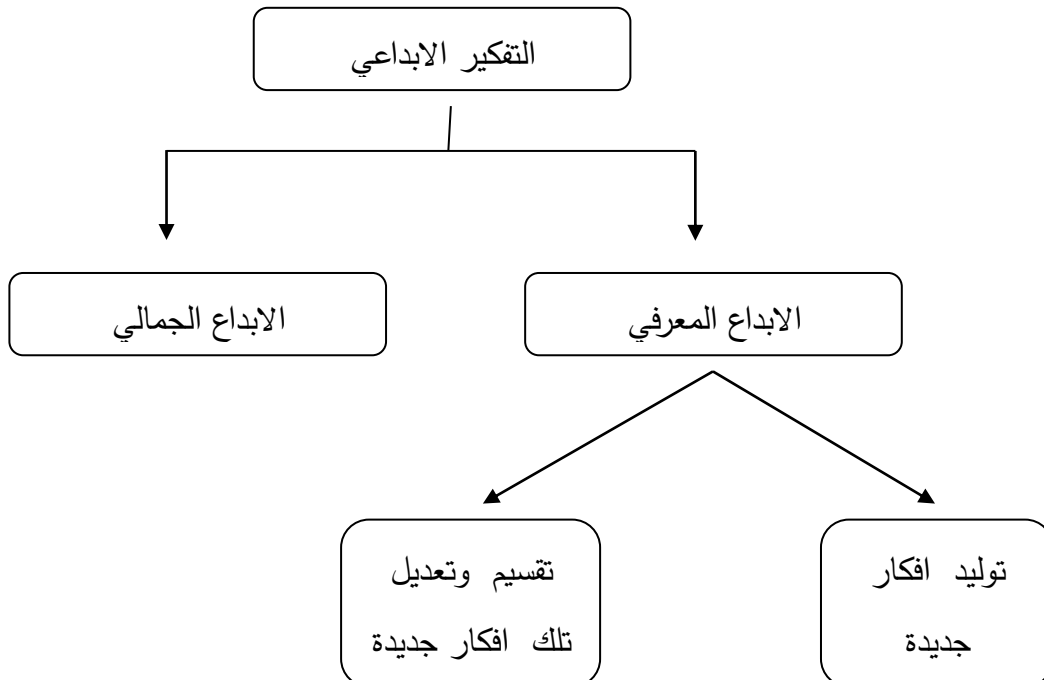 التفكير الابداعي
الابداع المعرفي
الابداع الجمالي
توليد افكار
جديدة
تقسيم وتعديل
تلك افكار جديدة